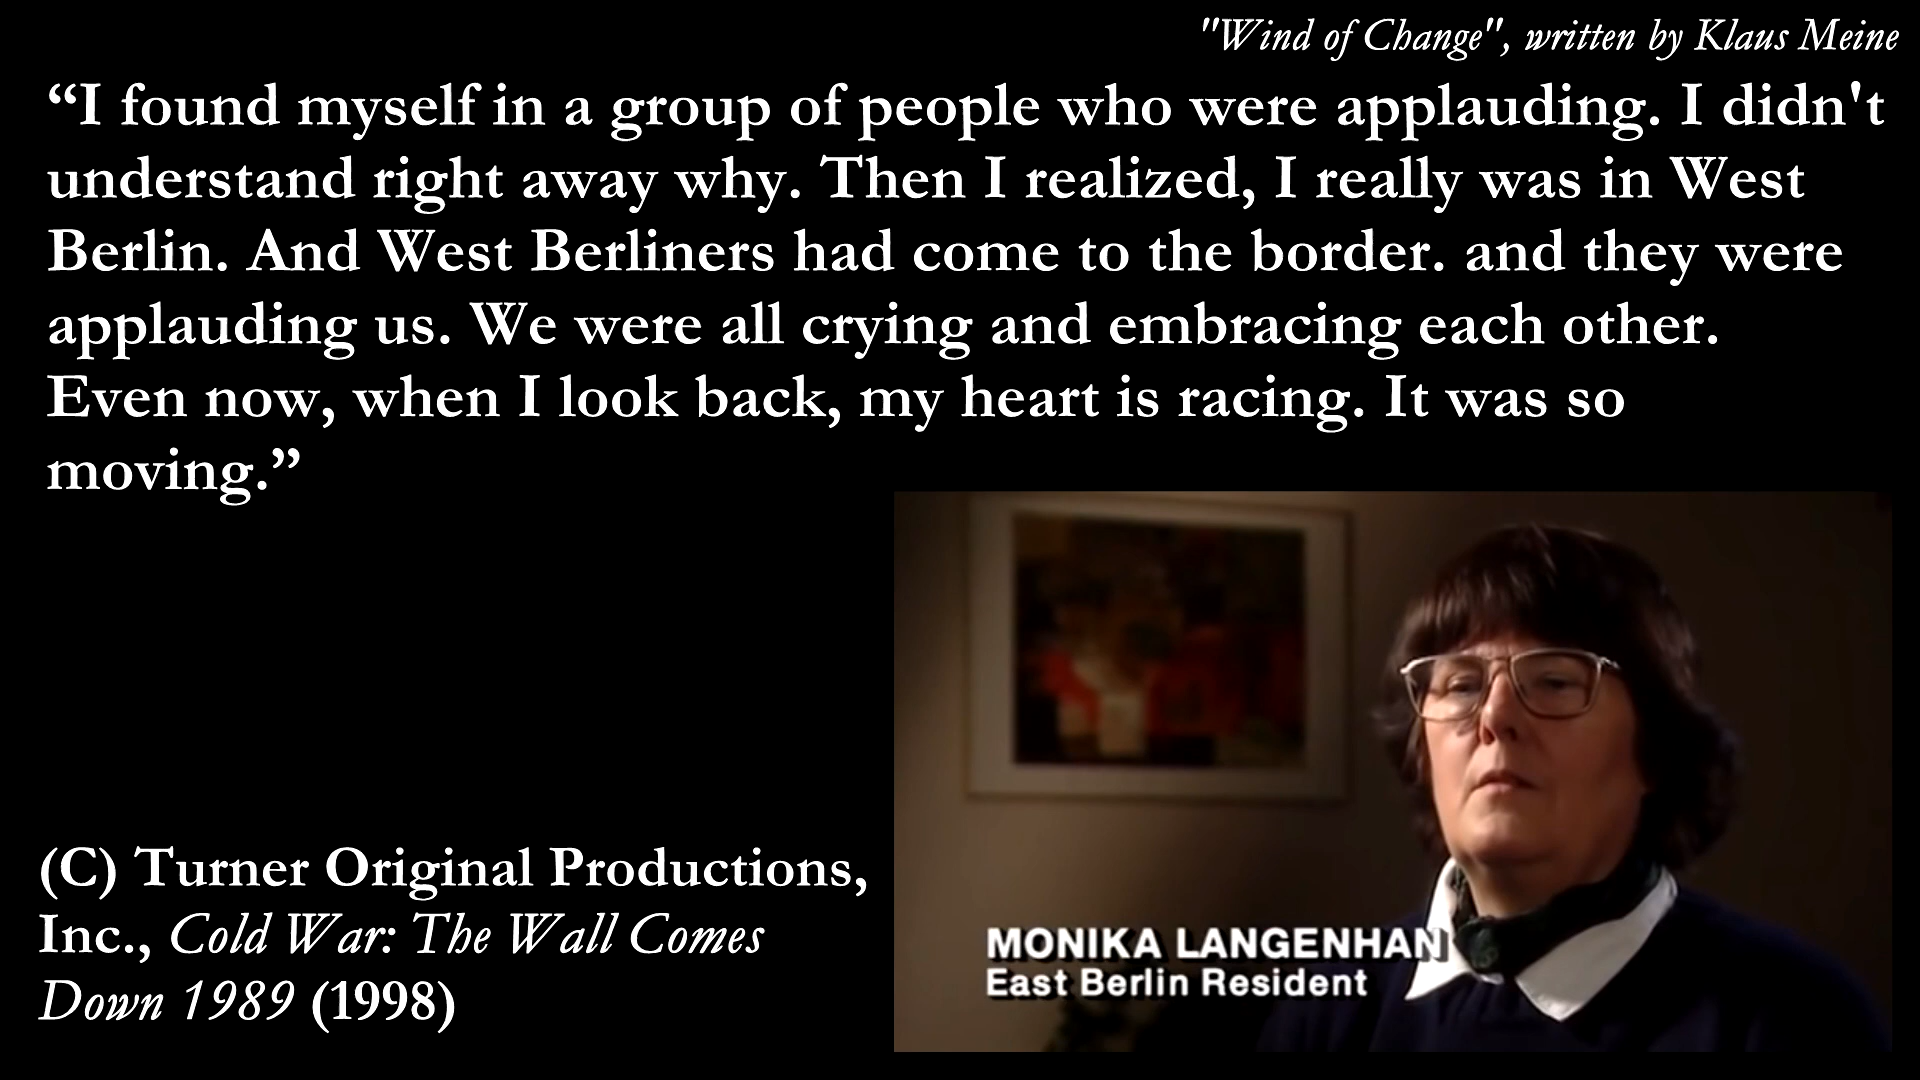 "Wind of Change", written by Klaus Meine
“I found myself in a group of people who were applauding. I didn't
understand right away why. Then I realized, I really was in West
Berlin. And West Berliners had come to the border. and they were
applauding us. We were all crying and embracing each other.
Even now, when I look back, my heart is racing. It was so
moving.”
(C) Turner Original Productions,
Inc., Cold War: The Wall Comes
Down 1989 (1998)
MONIKA LANGENHAN
East Berlin Resident